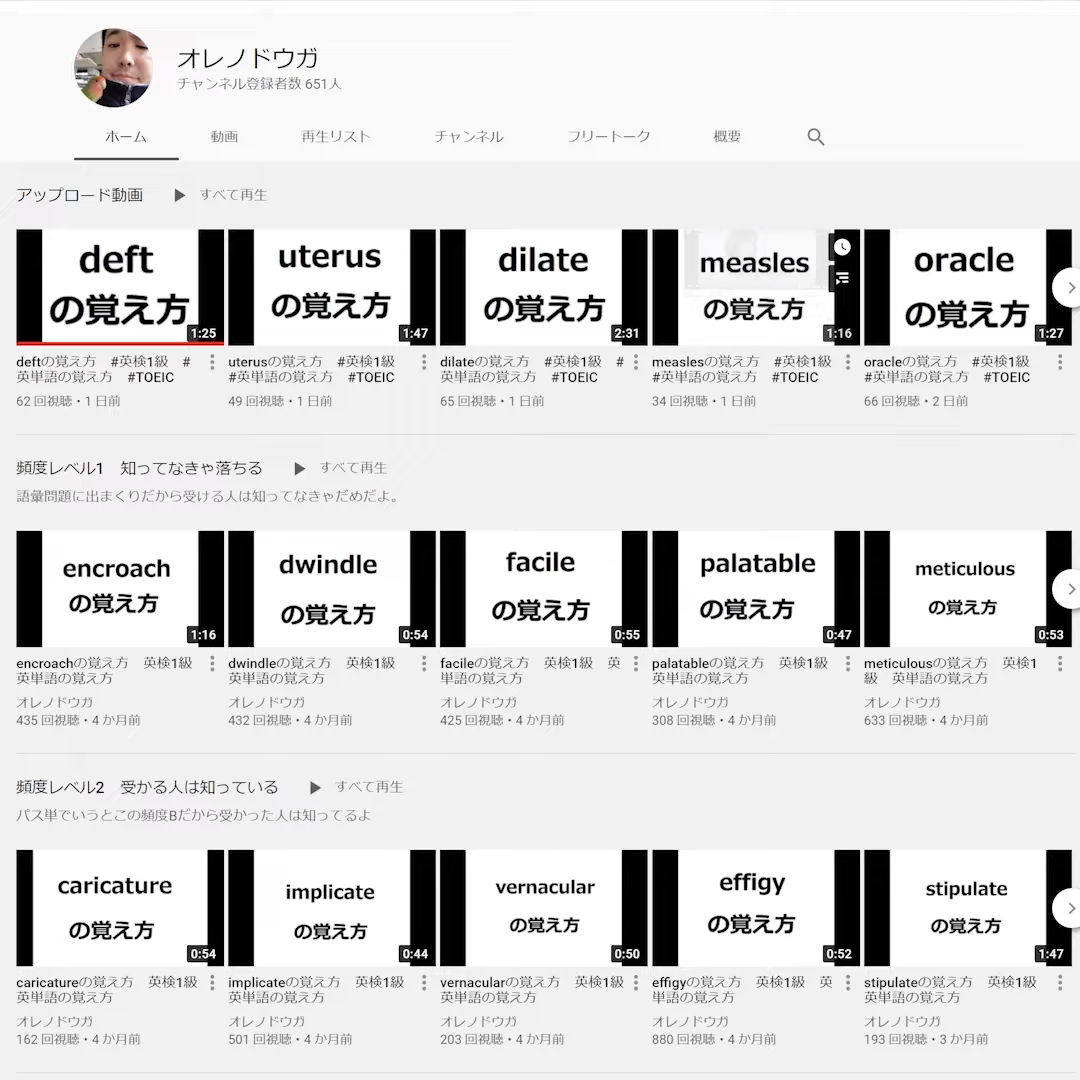 オレノドウガ
チャンネル登録者数 651人
ホーム 動画 再生リスト チャンネル フリートーク 概要
アップロード動画 すべて再生
deft の覚え方 1:25
uterus の覚え方 1:47
dilate の覚え方 2:31
measles の覚え方 1:16
oracle の覚え方 1:27
deftの覚え方 #英検1級 #
英単語の覚え方 #TOEIC
62 回視聴・1 日前
uterusの覚え方 #英検1級
#英単語の覚え方 #TOEIC
49 回視聴・1 日前
dilateの覚え方 #英検1級 #
英単語の覚え方 #TOEIC
65 回視聴・1 日前
measlesの覚え方 #英検1級
#英単語の覚え方 #TOEIC
34 回視聴・1 日前
oracleの覚え方 #英検1級
#英単語の覚え方 #TOEIC
66 回視聴・2 日前
頻度レベル1 知ってなきゃ落ちる すべて再生
語彙問題に出まくりだから受ける人は知ってなきゃだめだよ。
encroach の覚え方 1:16
dwindle の覚え方 0:54
facile の覚え方 0:55
palatable の覚え方 0:47
meticulous の覚え方 0:53
encroachの覚え方 英検1級
英単語の覚え方
オレノドウガ
435 回視聴・4 か月前
dwindleの覚え方 英検1級
英単語の覚え方
オレノドウガ
432 回視聴・4 か月前
facileの覚え方 英検1級 英
単語の覚え方
オレノドウガ
425 回視聴・4 か月前
palatableの覚え方 英検1級
英単語の覚え方
オレノドウガ
308 回視聴・4 か月前
meticulousの覚え方 英検1
級 英単語の覚え方
オレノドウガ
633 回視聴・4 か月前
頻度レベル2 受かる人は知っている すべて再生
パス単でいうとこの頻度Bだから受かった人は知ってるよ
caricature の覚え方 0:54
implicate の覚え方 0:44
vernacular の覚え方 0:50
effigy の覚え方 0:52
stipulate の覚え方 1:47
caricatureの覚え方 英検1級
英単語の覚え方
オレノドウガ
162 回視聴・4 か月前
implicateの覚え方 英検1級
英単語の覚え方
オレノドウガ
501 回視聴・4 か月前
vernacularの覚え方 英検1級
英単語の覚え方
オレノドウガ
203 回視聴・4 か月前
effigyの覚え方 英検1級 英
単語の覚え方
オレノドウガ
880 回視聴・4 か月前
stipulateの覚え方 英検1級
英単語の覚え方
オレノドウガ
193 回視聴・3 か月前